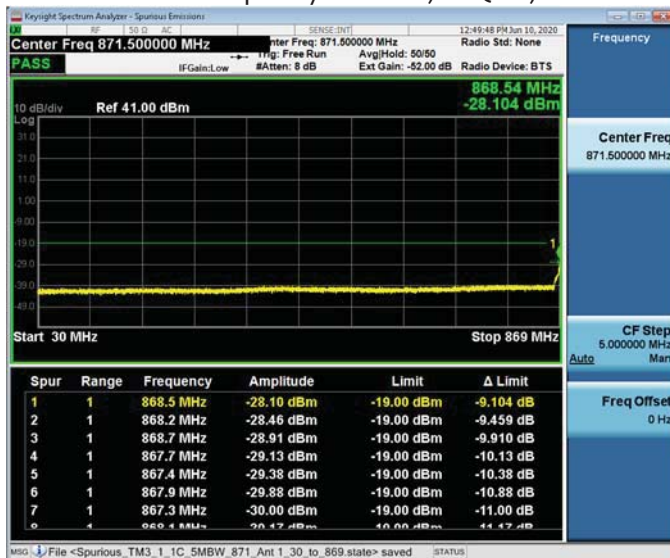 Keysight Spectrum Analyzer - Spurious Emissions
RF 50 Ω AC SENSE:INT 12:49:48 PM Jun 10, 2020
Center Freq 871.500000 MHz
Center Freq: 871.500000 MHz
Radio Std: None
PASS
IFGain:Low
Trig: Free Run
Avg|Hold: 50/50
#Atten: 8 dB
Ext Gain: -52.00 dB
Radio Device: BTS
868.54 MHz
-28.104 dBm
10 dB/div
Ref 41.00 dBm
Log
31.0
21.0
11.0
1.00
-9.00
-19.0
-29.0
-39.0
-49.0
1
Start 30 MHz
Stop 869 MHz
Spur Range Frequency Amplitude Limit Δ Limit
1 1 868.5 MHz -28.10 dBm -19.00 dBm -9.104 dB
2 1 868.2 MHz -28.46 dBm -19.00 dBm -9.459 dB
3 1 868.7 MHz -28.91 dBm -19.00 dBm -9.910 dB
4 1 867.7 MHz -29.13 dBm -19.00 dBm -10.13 dB
5 1 867.4 MHz -29.38 dBm -19.00 dBm -10.38 dB
6 1 867.9 MHz -29.88 dBm -19.00 dBm -10.88 dB
7 1 867.3 MHz -30.00 dBm -19.00 dBm -11.00 dB
MSG File <Spurious_TM3_1_1C_5MBW_871_Ant 1_30_to_869.state> saved STATUS
Frequency
Center Freq
871.500000 MHz
CF Step
5.000000 MHz
Auto Man
Freq Offset
0 Hz